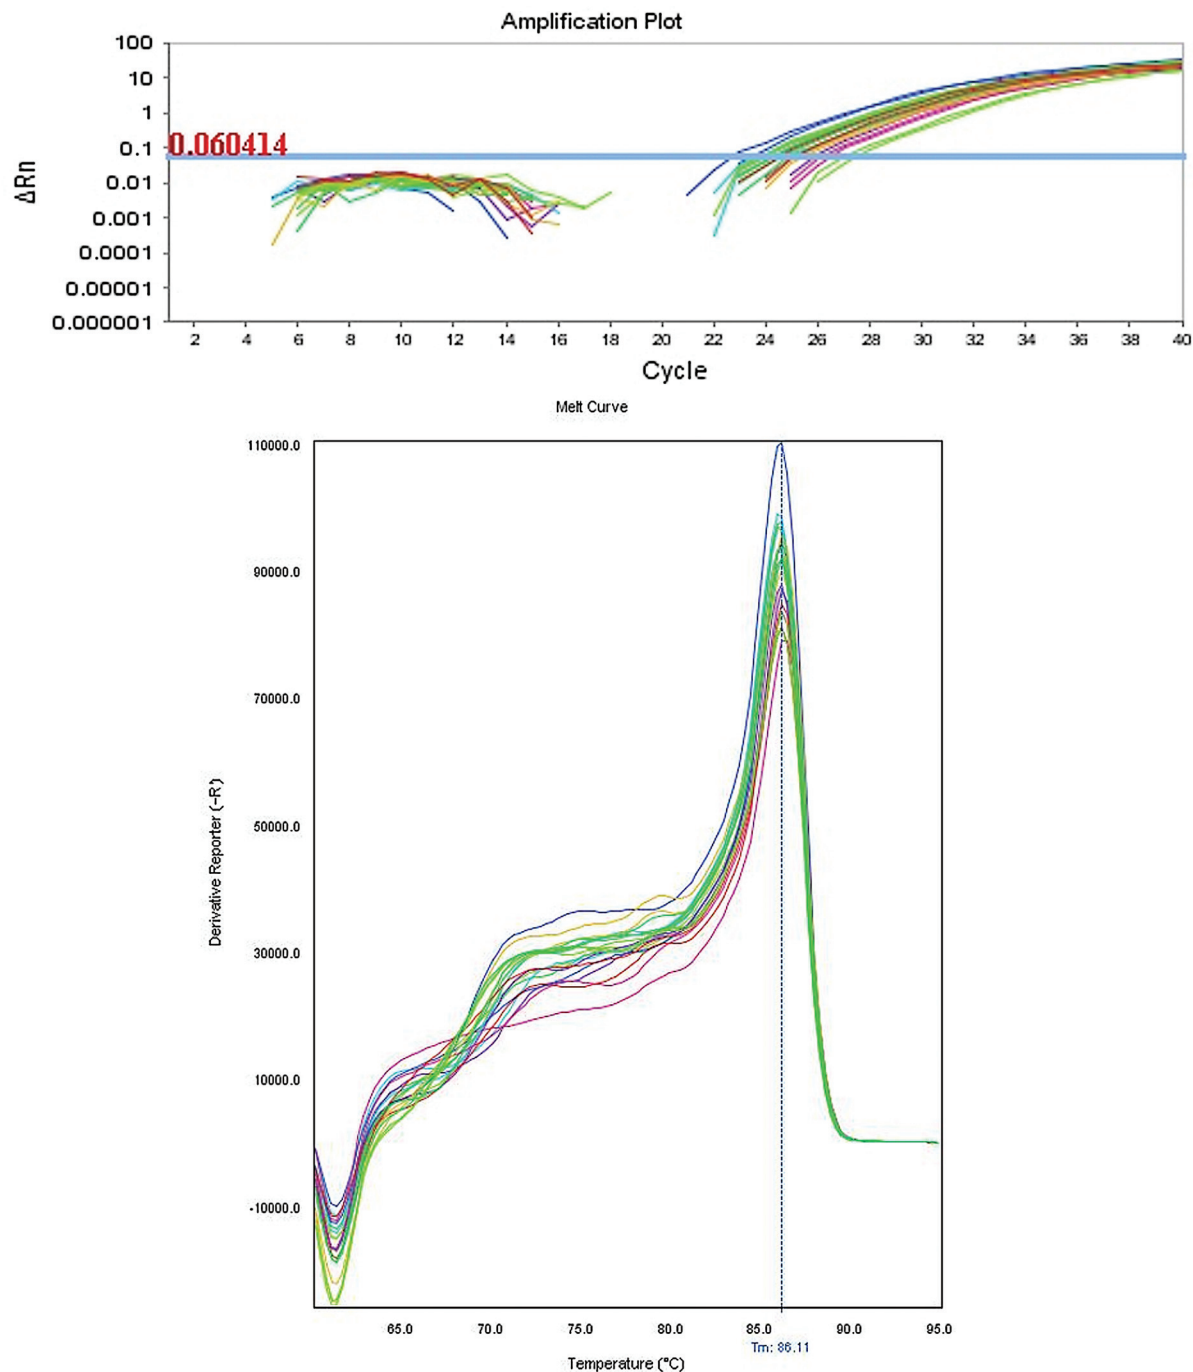 Amplification Plot
100
10
1
0.1
0.060414
0.01
0.001
0.0001
0.00001
0.000001
ΔRn
2 4 6 8 10 12 14 16 18 20 22 24 26 28 30 32 34 36 38 40
Cycle
Melt Curve
110000.0
90000.0
70000.0
50000.0
30000.0
10000.0
-10000.0
Derivative Reporter (-R')
65.0 70.0 75.0 80.0 85.0 90.0 95.0
Tm: 86.11
Temperature (°C)